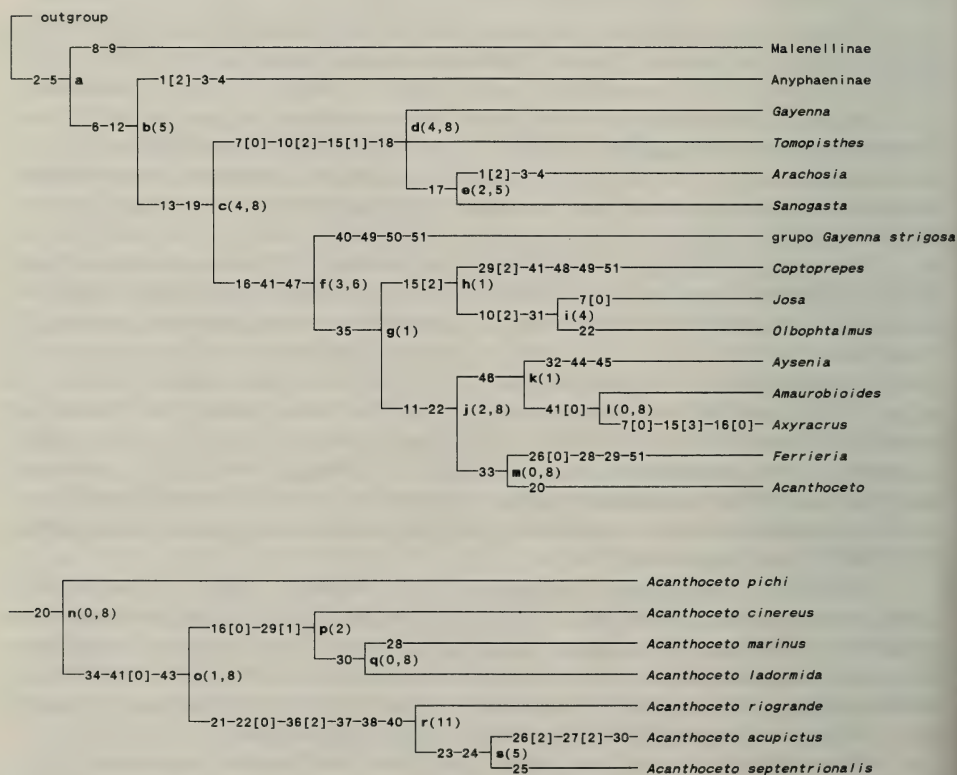 outgroup
8-9 Malenellinae
2-5 a
1[2]-3-4 Anyphaeninae
6-12 b(5)
Gayenna
d(4,8)
7[0]-10[2]-15[1]-18 Tomopisthes
1[2]-3-4 Arachosia
17 e(2,5)
13-19 c(4,8) Sanogasta
40-49-50-51 grupo Gayenna strigosa
29[2]-41-48-49-51 Coptoprepes
16-41-47 f(3,6) 15[2] h(1)
7[0] Josa
10[2]-31 i(4)
35 g(1) 22 Olbophtalmus
32-44-45 Aysenia
46 k(1)
Amaurobioides
11-22 j(2,8) 41[0] l(0,8)
7[0]-15[3]-16[0] Axyracrus
26[0]-28-29-51 Ferrieria
33 m(0,8)
20 Acanthoceto
Acanthoceto pichi
20 n(0,8) Acanthoceto cinereus
16[0]-29[1] p(2)
28 Acanthoceto marinus
30 q(0,8)
34-41[0]-43 o(1,8) Acanthoceto ladormida
Acanthoceto riogrande
21-22[0]-36[2]-37-38-40 r(11)
26[2]-27[2]-30 Acanthoceto acupictus
23-24 s(5)
25 Acanthoceto septentrionalis